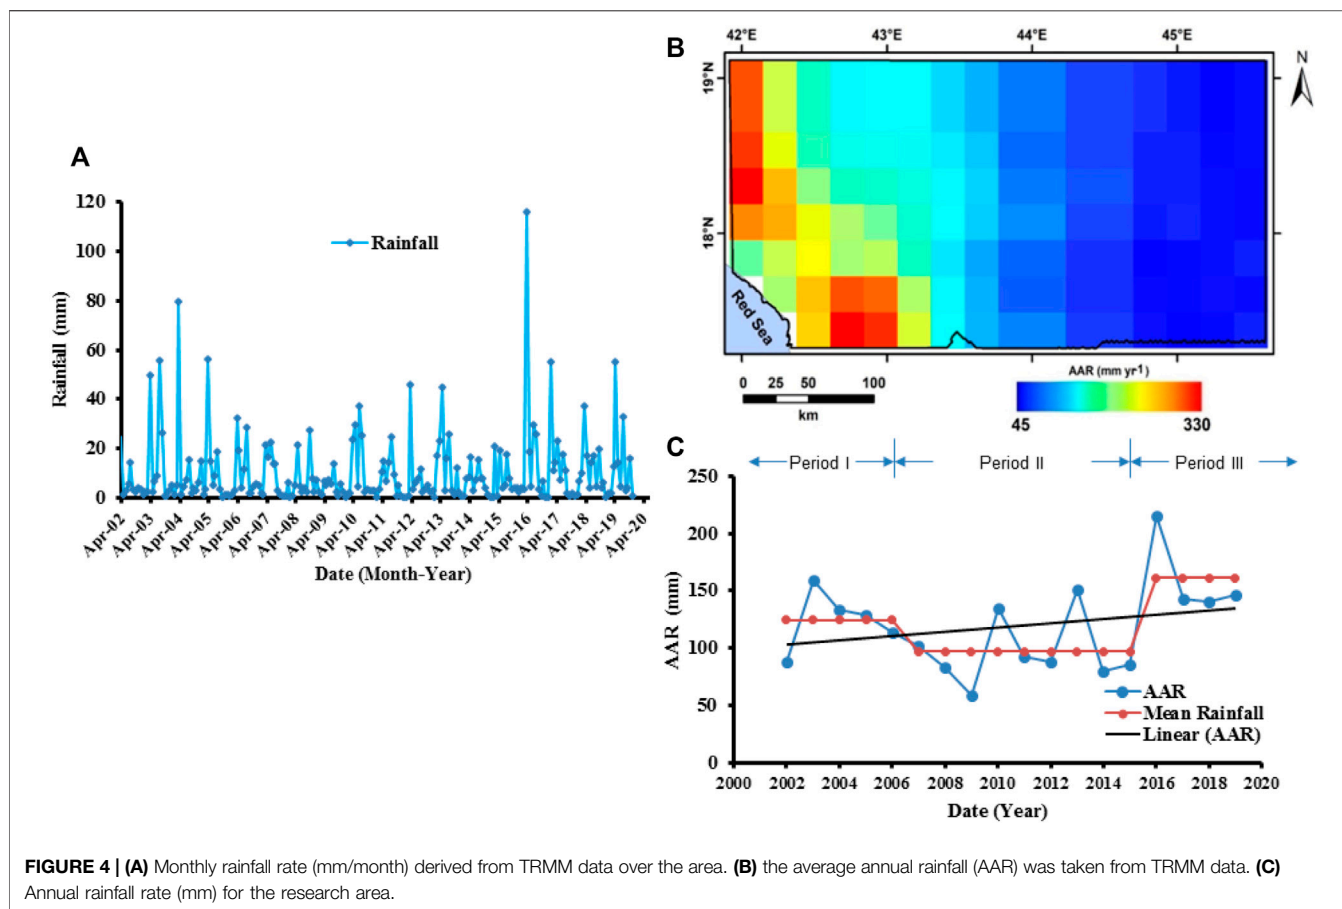 A
120
100
80
60
40
20
0
Rainfall (mm)
Rainfall
Apr-02
Apr-03
Apr-04
Apr-05
Apr-06
Apr-07
Apr-08
Apr-09
Apr-10
Apr-11
Apr-12
Apr-13
Apr-14
Apr-15
Apr-16
Apr-17
Apr-18
Apr-19
Apr-20
Date (Month-Year)
B
42°E 43°E 44°E 45°E
19°N
18°N
N
Red Sea
0 25 50 100
km
AAR (mm yr-1)
45 330
C
Period I Period II Period III
250
200
150
100
50
0
AAR (mm)
AAR
Mean Rainfall
Linear (AAR)
2000 2002 2004 2006 2008 2010 2012 2014 2016 2018 2020
Date (Year)
FIGURE 4 | (A) Monthly rainfall rate (mm/month) derived from TRMM data over the area. (B) the average annual rainfall (AAR) was taken from TRMM data. (C)
Annual rainfall rate (mm) for the research area.